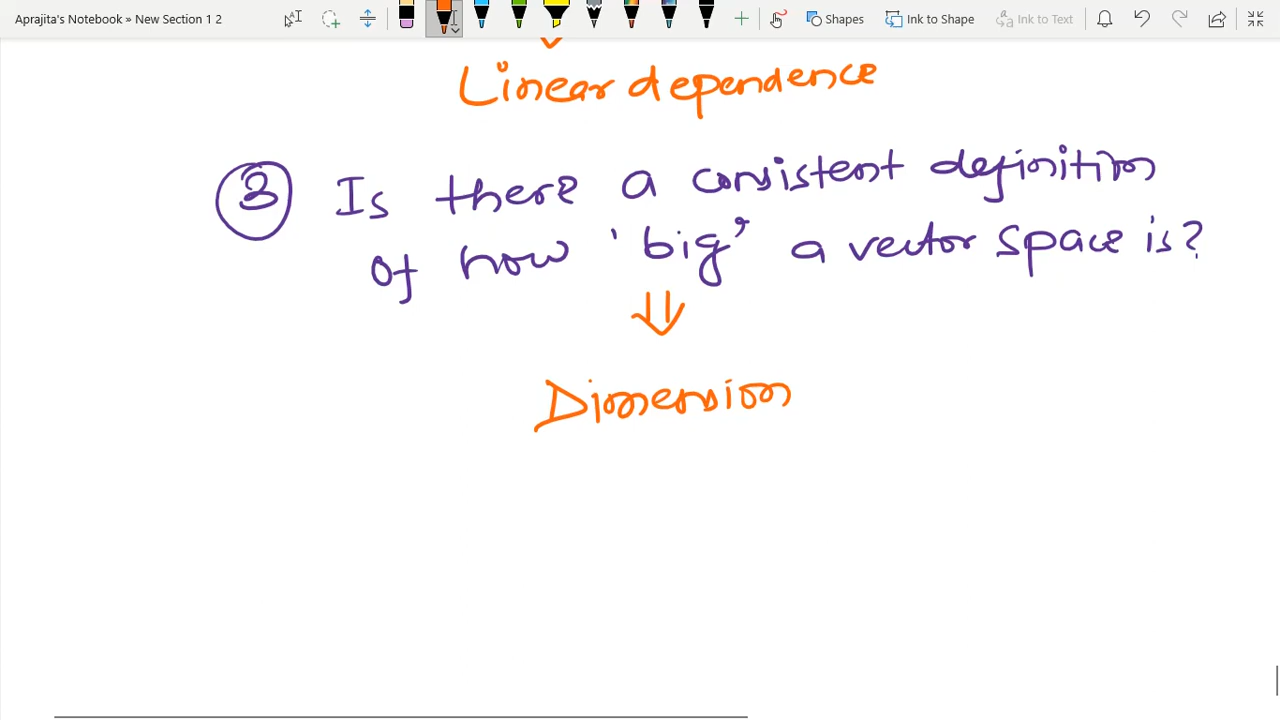 Aprajita's Notebook » New Section 1 2
Shapes
Ink to Shape
Ink to Text
Linear dependence
3 Is there a consistent definition
of how 'big' a vector space is?
⇓
Dimension